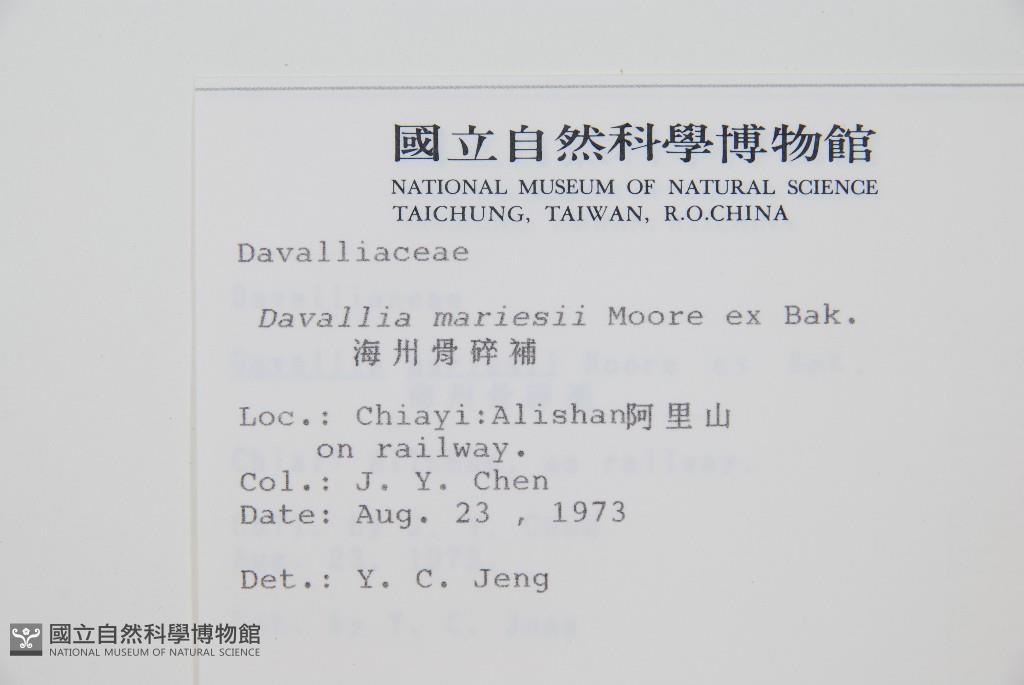 國立自然科學博物館
NATIONAL MUSEUM OF NATURAL SCIENCE
TAICHUNG, TAIWAN, R.O.CHINA
Davalliaceae
Davallia mariesii Moore ex Bak.
海州骨碎補
Loc.: Chiayi:Alishan阿里山
on railway.
Col.: J. Y. Chen
Date: Aug. 23 , 1973
Det.: Y. C. Jeng
國立自然科學博物館
NATIONAL MUSEUM OF NATURAL SCIENCE